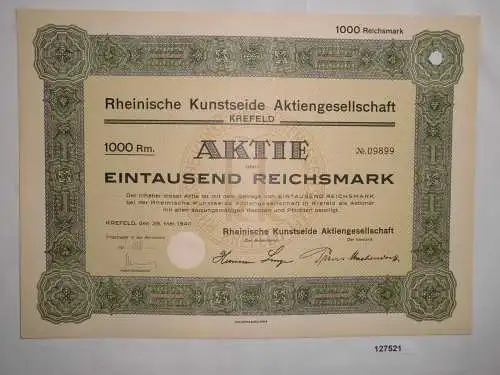 1000 Reichsmark
Rheinische Kunstseide Aktiengesellschaft
KREFELD
1000 Rm.
AKTIE
№ 09899
über
EINTAUSEND REICHSMARK
Der Inhaber dieser Aktie ist mit dem Betrage von EINTAUSEND REICHSMARK
bei der Rheinische Kunstseide Aktiengesellschaft in Krefeld als Aktionär
mit allen satzungsmäßigen Rechten und Pflichten beteiligt.
KREFELD, den 28. Mai 1940
Rheinische Kunstseide Aktiengesellschaft
Der Aufsichtsrat
Der Vorstand
127521